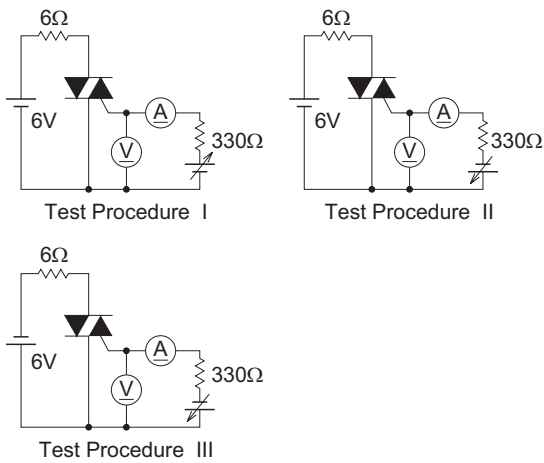 6Ω
6V
A
V
330Ω
Test Procedure I
6Ω
6V
A
V
330Ω
Test Procedure II
6Ω
6V
A
V
330Ω
Test Procedure III